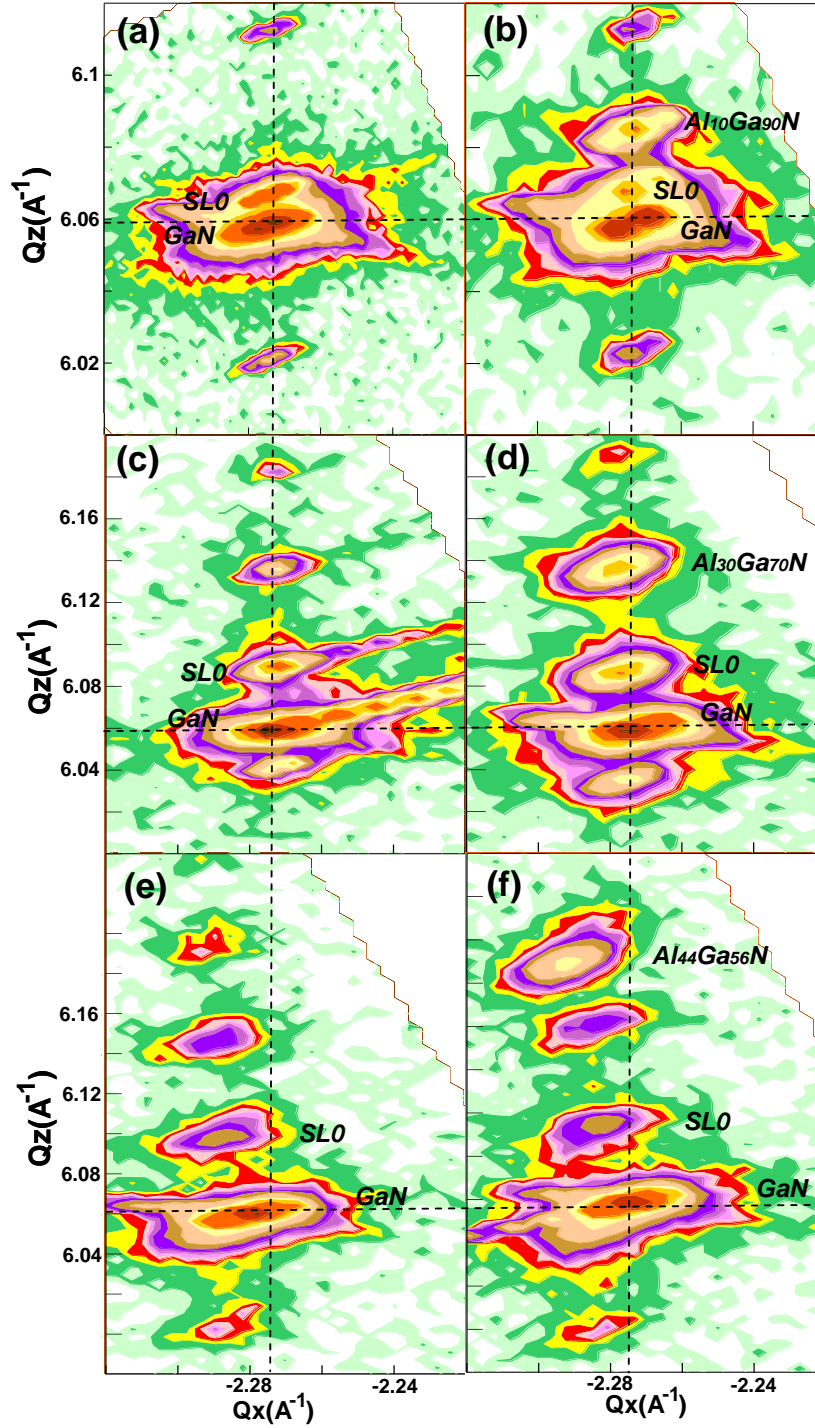 (a)
(b)
6.1
Al10Ga90N
SL0
SL0
6.06
GaN
GaN
Qz(A-1)
6.02
(c)
(d)
6.16
Al30Ga70N
6.12
SL0
SL0
6.08
GaN
GaN
Qz(A-1)
6.04
(e)
(f)
Al44Ga56N
6.16
6.12
SL0
SL0
6.08
GaN
GaN
Qz(A-1)
6.04
-2.28
-2.24
-2.28
-2.24
Qx(A-1)
Qx(A-1)